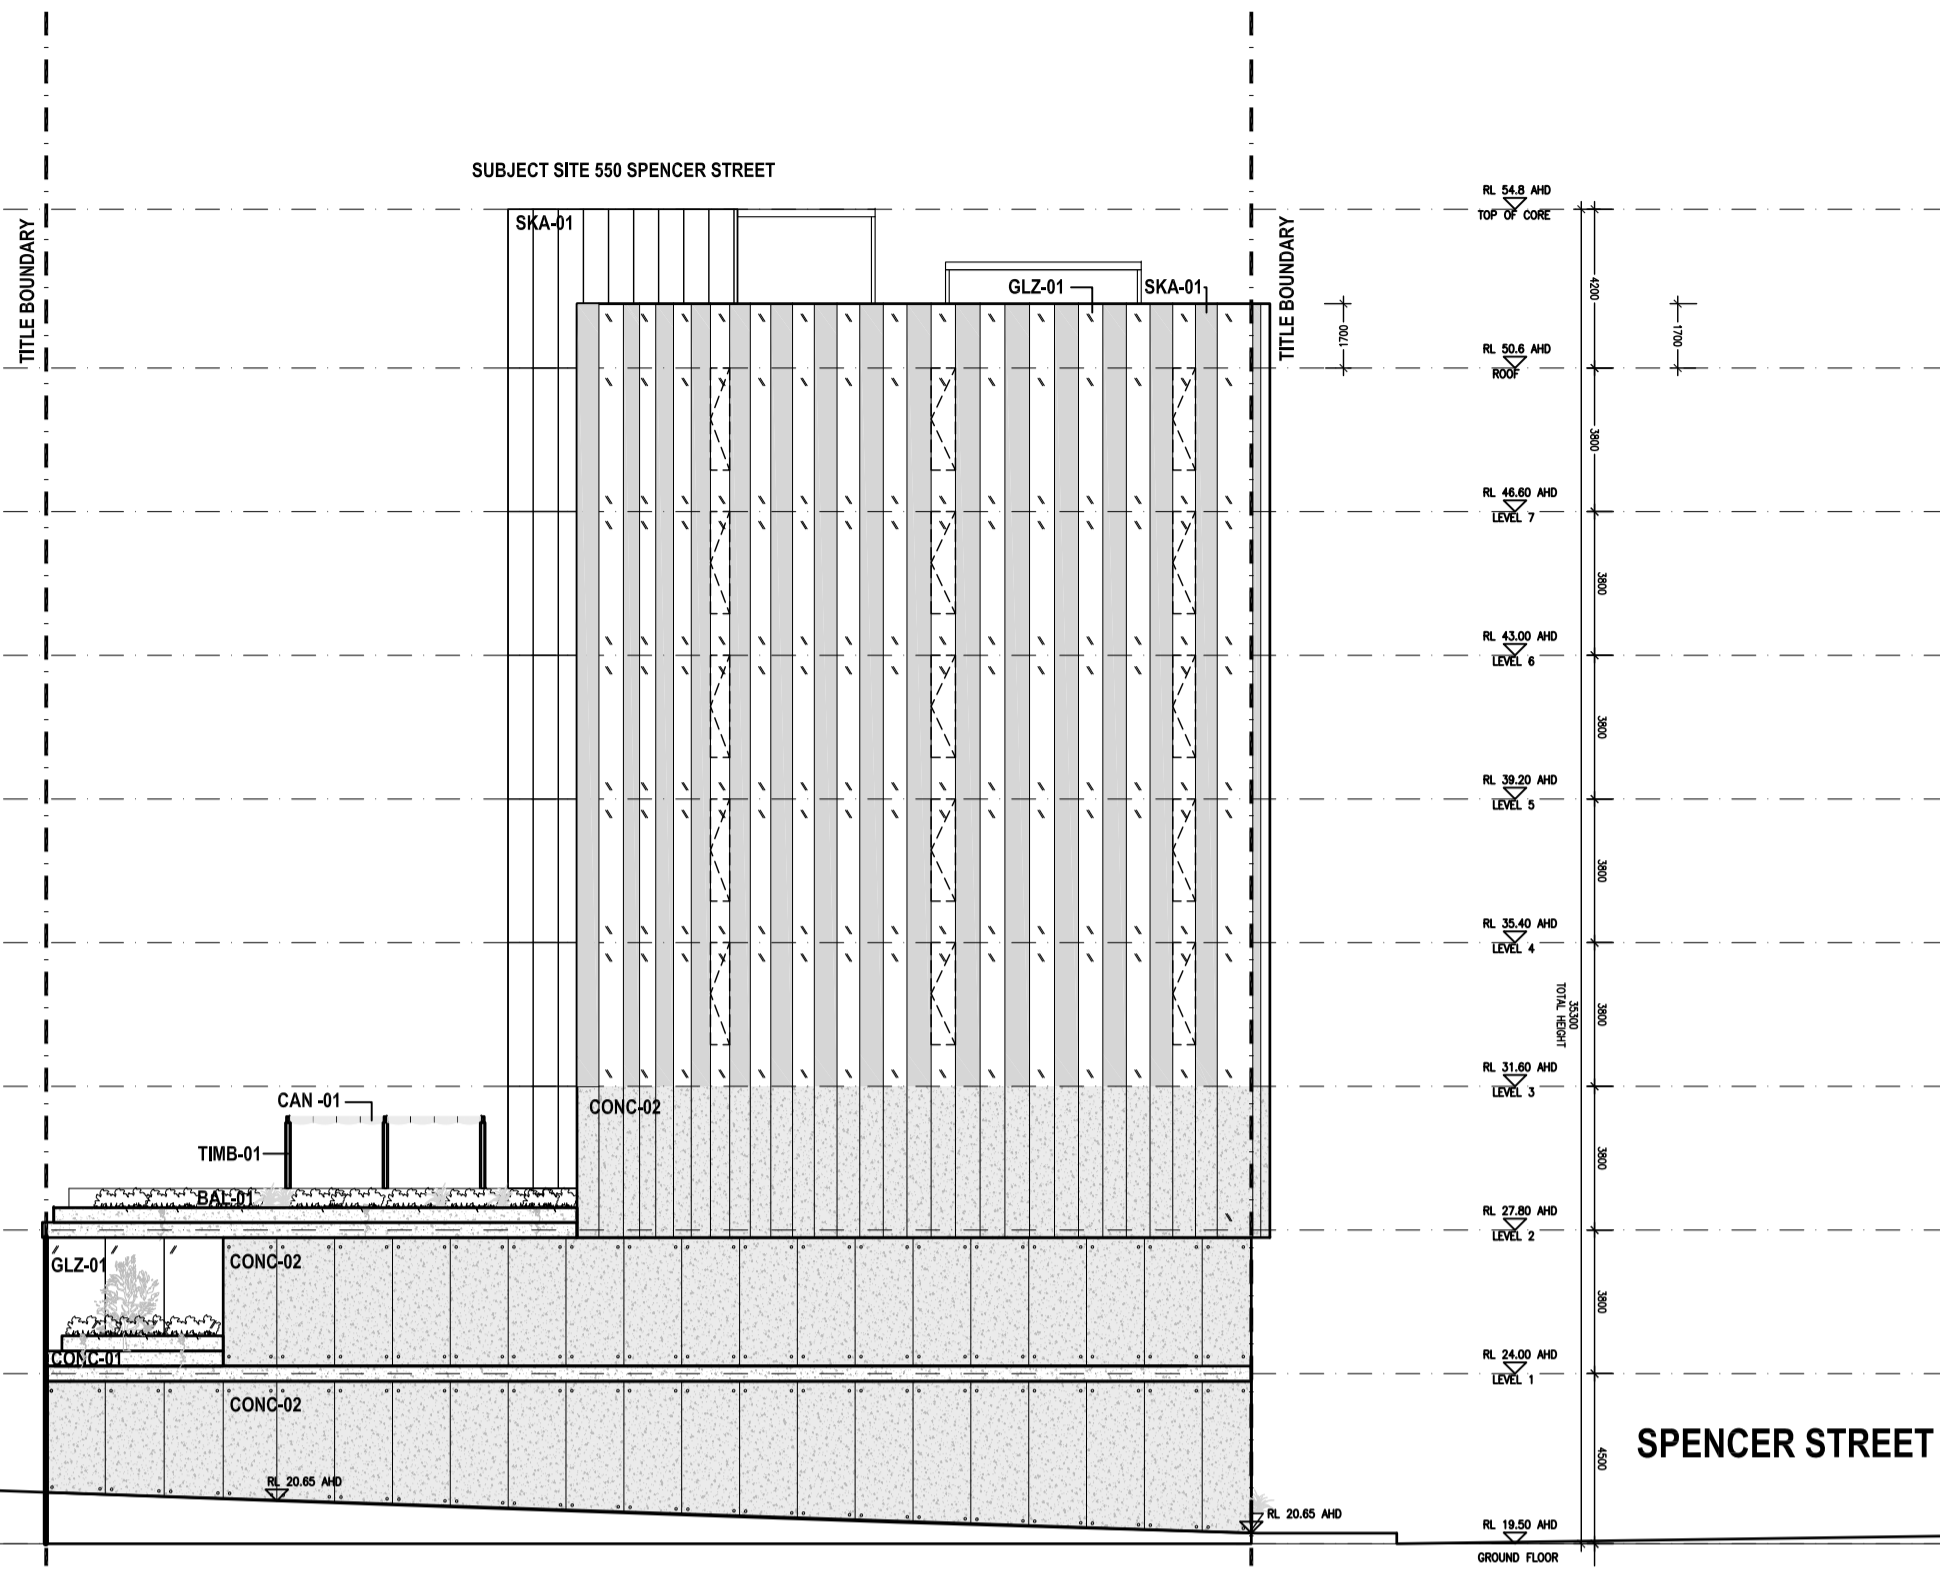 SUBJECT SITE 550 SPENCER STREET
TITLE BOUNDARY
SKA-01
GLZ-01
SKA-01
TITLE BOUNDARY
1700
RL 54.8 AHD
TOP OF CORE
4200
1700
RL 50.6 AHD
ROOF
3800
RL 46.60 AHD
LEVEL 7
3800
RL 43.00 AHD
LEVEL 6
3800
RL 39.20 AHD
LEVEL 5
3800
RL 35.40 AHD
LEVEL 4
3800
35300
TOTAL HEIGHT
RL 31.60 AHD
LEVEL 3
3800
CAN -01
CONC-02
TIMB-01
BAL-01
RL 27.80 AHD
LEVEL 2
3800
GLZ-01
CONC-02
CONC-01
RL 24.00 AHD
LEVEL 1
4500
CONC-02
SPENCER STREET
RL 20.65 AHD
RL 20.65 AHD
RL 19.50 AHD
GROUND FLOOR